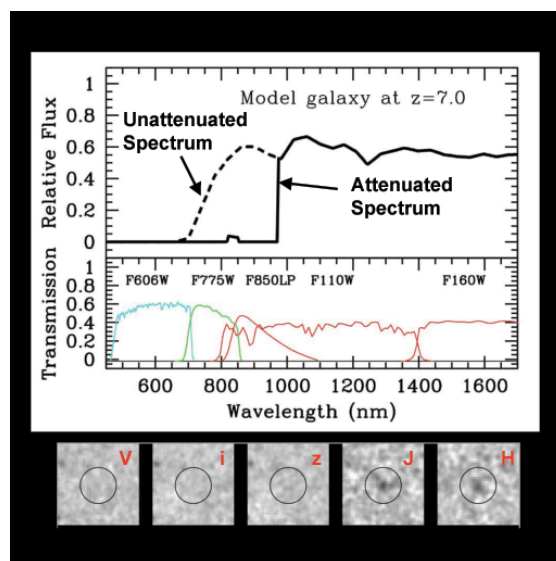 Model galaxy at z=7.0
Unattenuated
Spectrum
Attenuated
Spectrum
Relative Flux
1
0.8
0.6
0.4
0.2
0
F606W F775W F850LP F110W F160W
Transmission
1
0.8
0.6
0.4
0.2
0
600 800 1000 1200 1400 1600
Wavelength (nm)
V i z J H